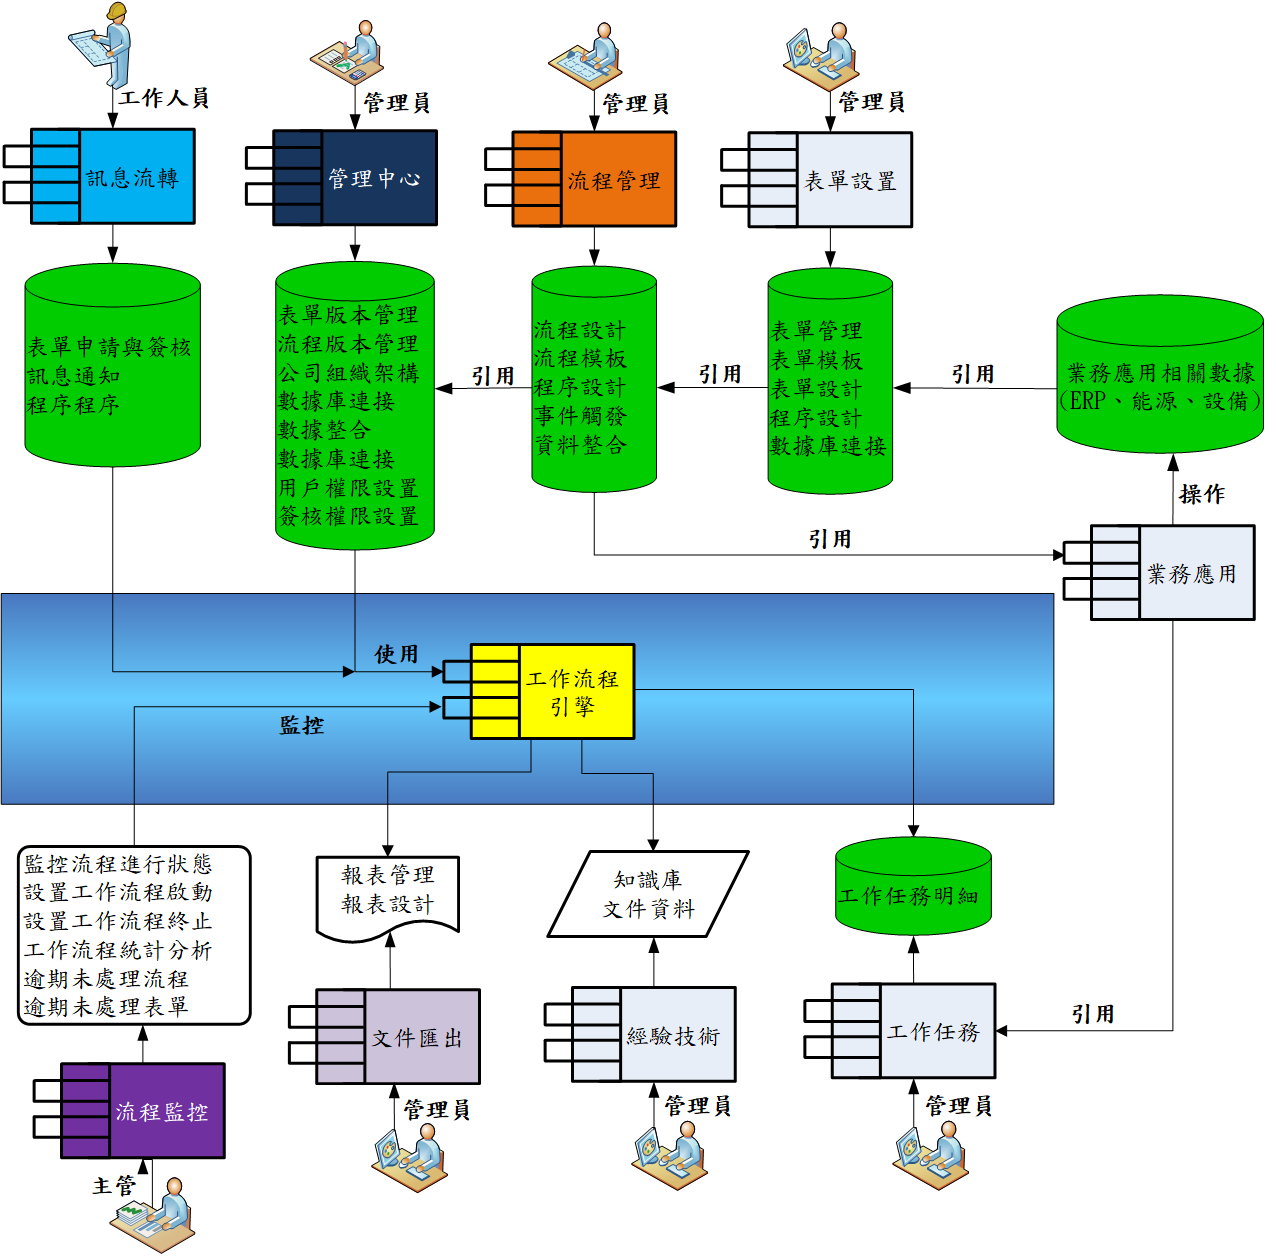 工作人員
管理員
管理員
管理員
訊息流轉
管理中心
流程管理
表單設置
表單申請與簽核
訊息通知
程序程序
表單版本管理
流程版本管理
公司組織架構
數據庫連接
數據整合
數據庫連接
用戶權限設置
簽核權限設置
引用
流程設計
流程模板
程序設計
事件觸發
資料整合
引用
表單管理
表單模板
表單設計
程序設計
數據庫連接
引用
業務應用相關數據
(ERP、能源、設備)
操作
引用
業務應用
使用
工作流程
引擎
監控
監控流程進行狀態
設置工作流程啟動
設置工作流程終止
工作流程統計分析
逾期未處理流程
逾期未處理表單
報表管理
報表設計
知識庫
文件資料
工作任務明細
文件匯出
經驗技術
工作任務
引用
流程監控
管理員
管理員
管理員
主管